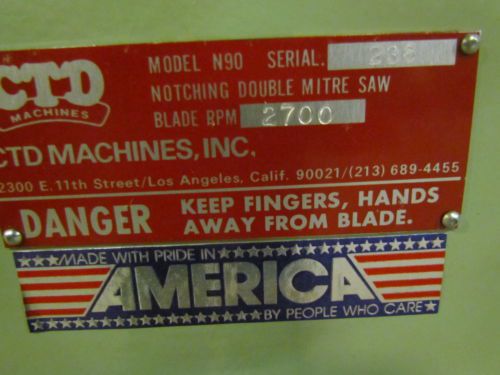 CTD
MACHINES
MODEL N90 SERIAL. 238
NOTCHING DOUBLE MITRE SAW
BLADE RPM 2700
CTD MACHINES, INC.
2300 E. 11th Street/Los Angeles, Calif. 90021/(213) 689-4455
DANGER KEEP FINGERS, HANDS
AWAY FROM BLADE.
MADE WITH PRIDE IN
AMERICA
BY PEOPLE WHO CARE